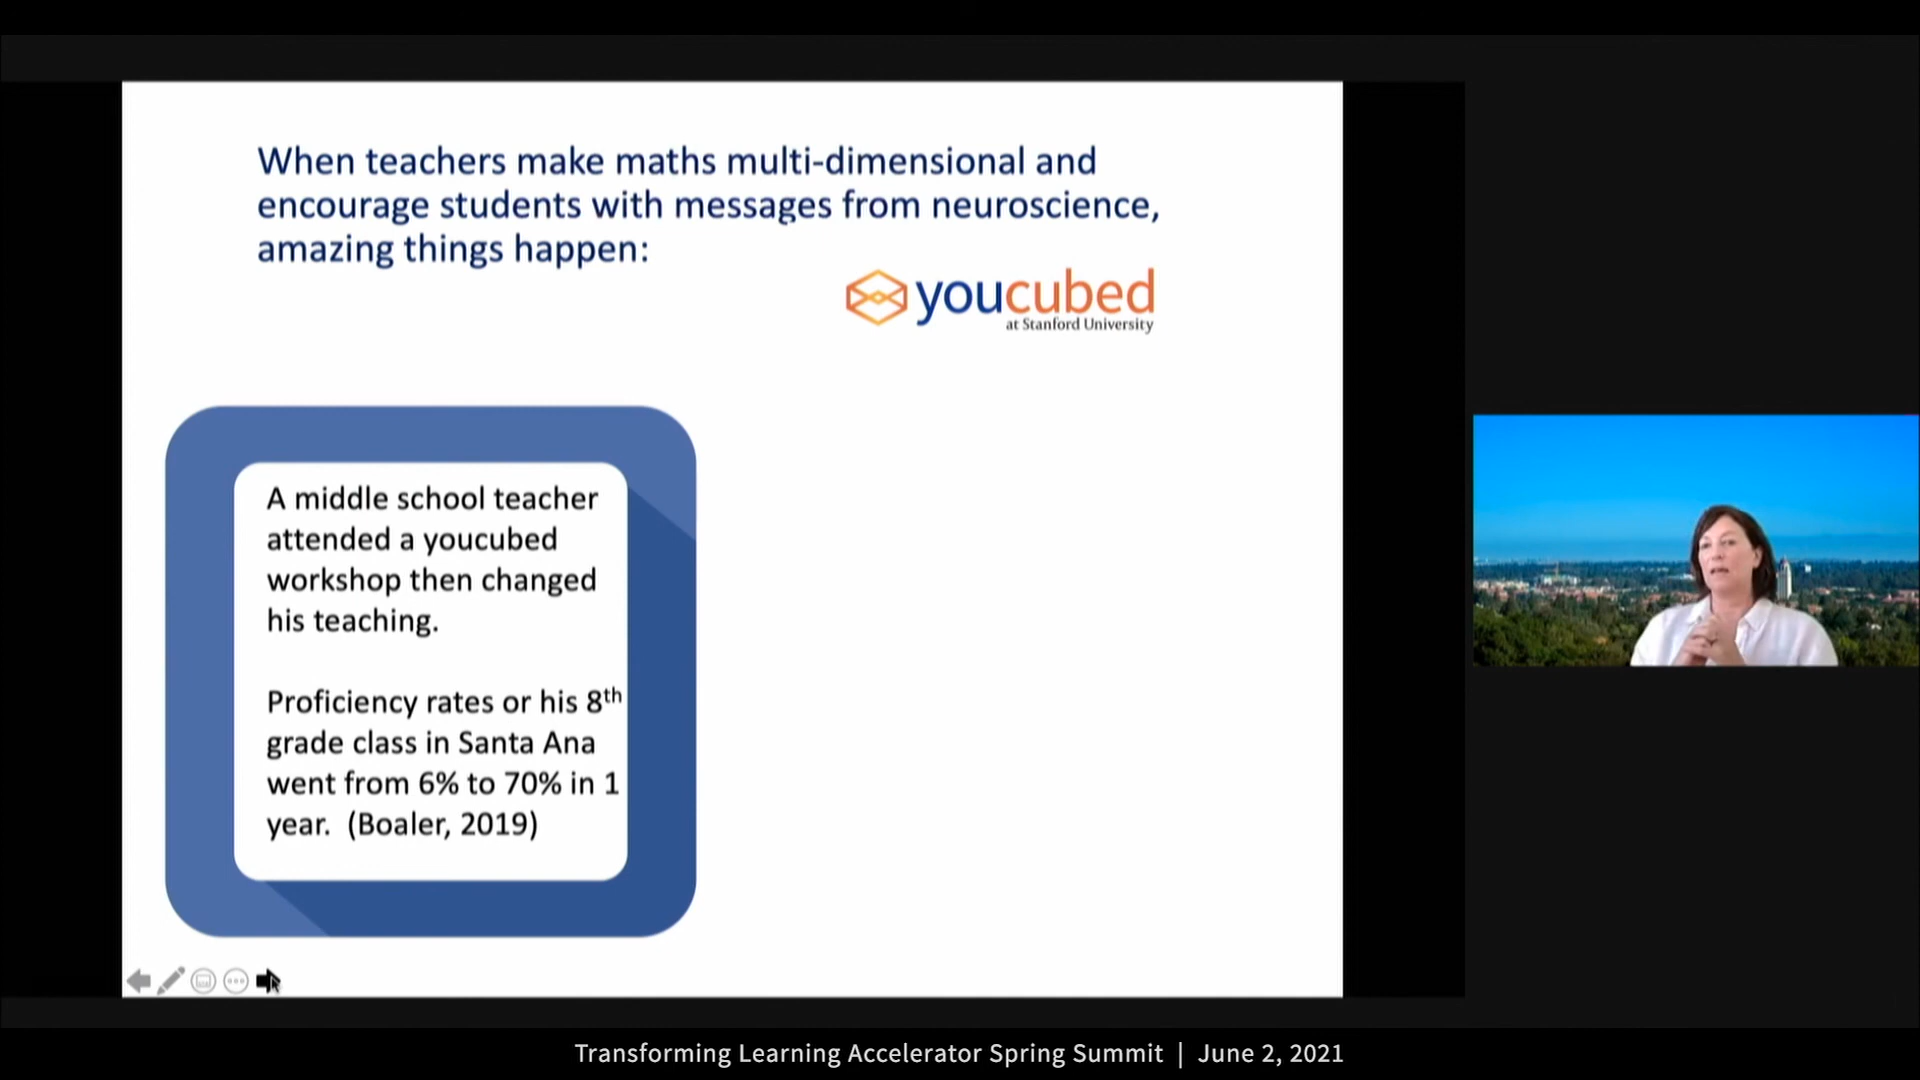 When teachers make maths multi-dimensional and
encourage students with messages from neuroscience,
amazing things happen:
youcubed
at Stanford University
A middle school teacher
attended a youcubed
workshop then changed
his teaching.
Proficiency rates or his 8th
grade class in Santa Ana
went from 6% to 70% in 1
year. (Boaler, 2019)
Transforming Learning Accelerator Spring Summit | June 2, 2021